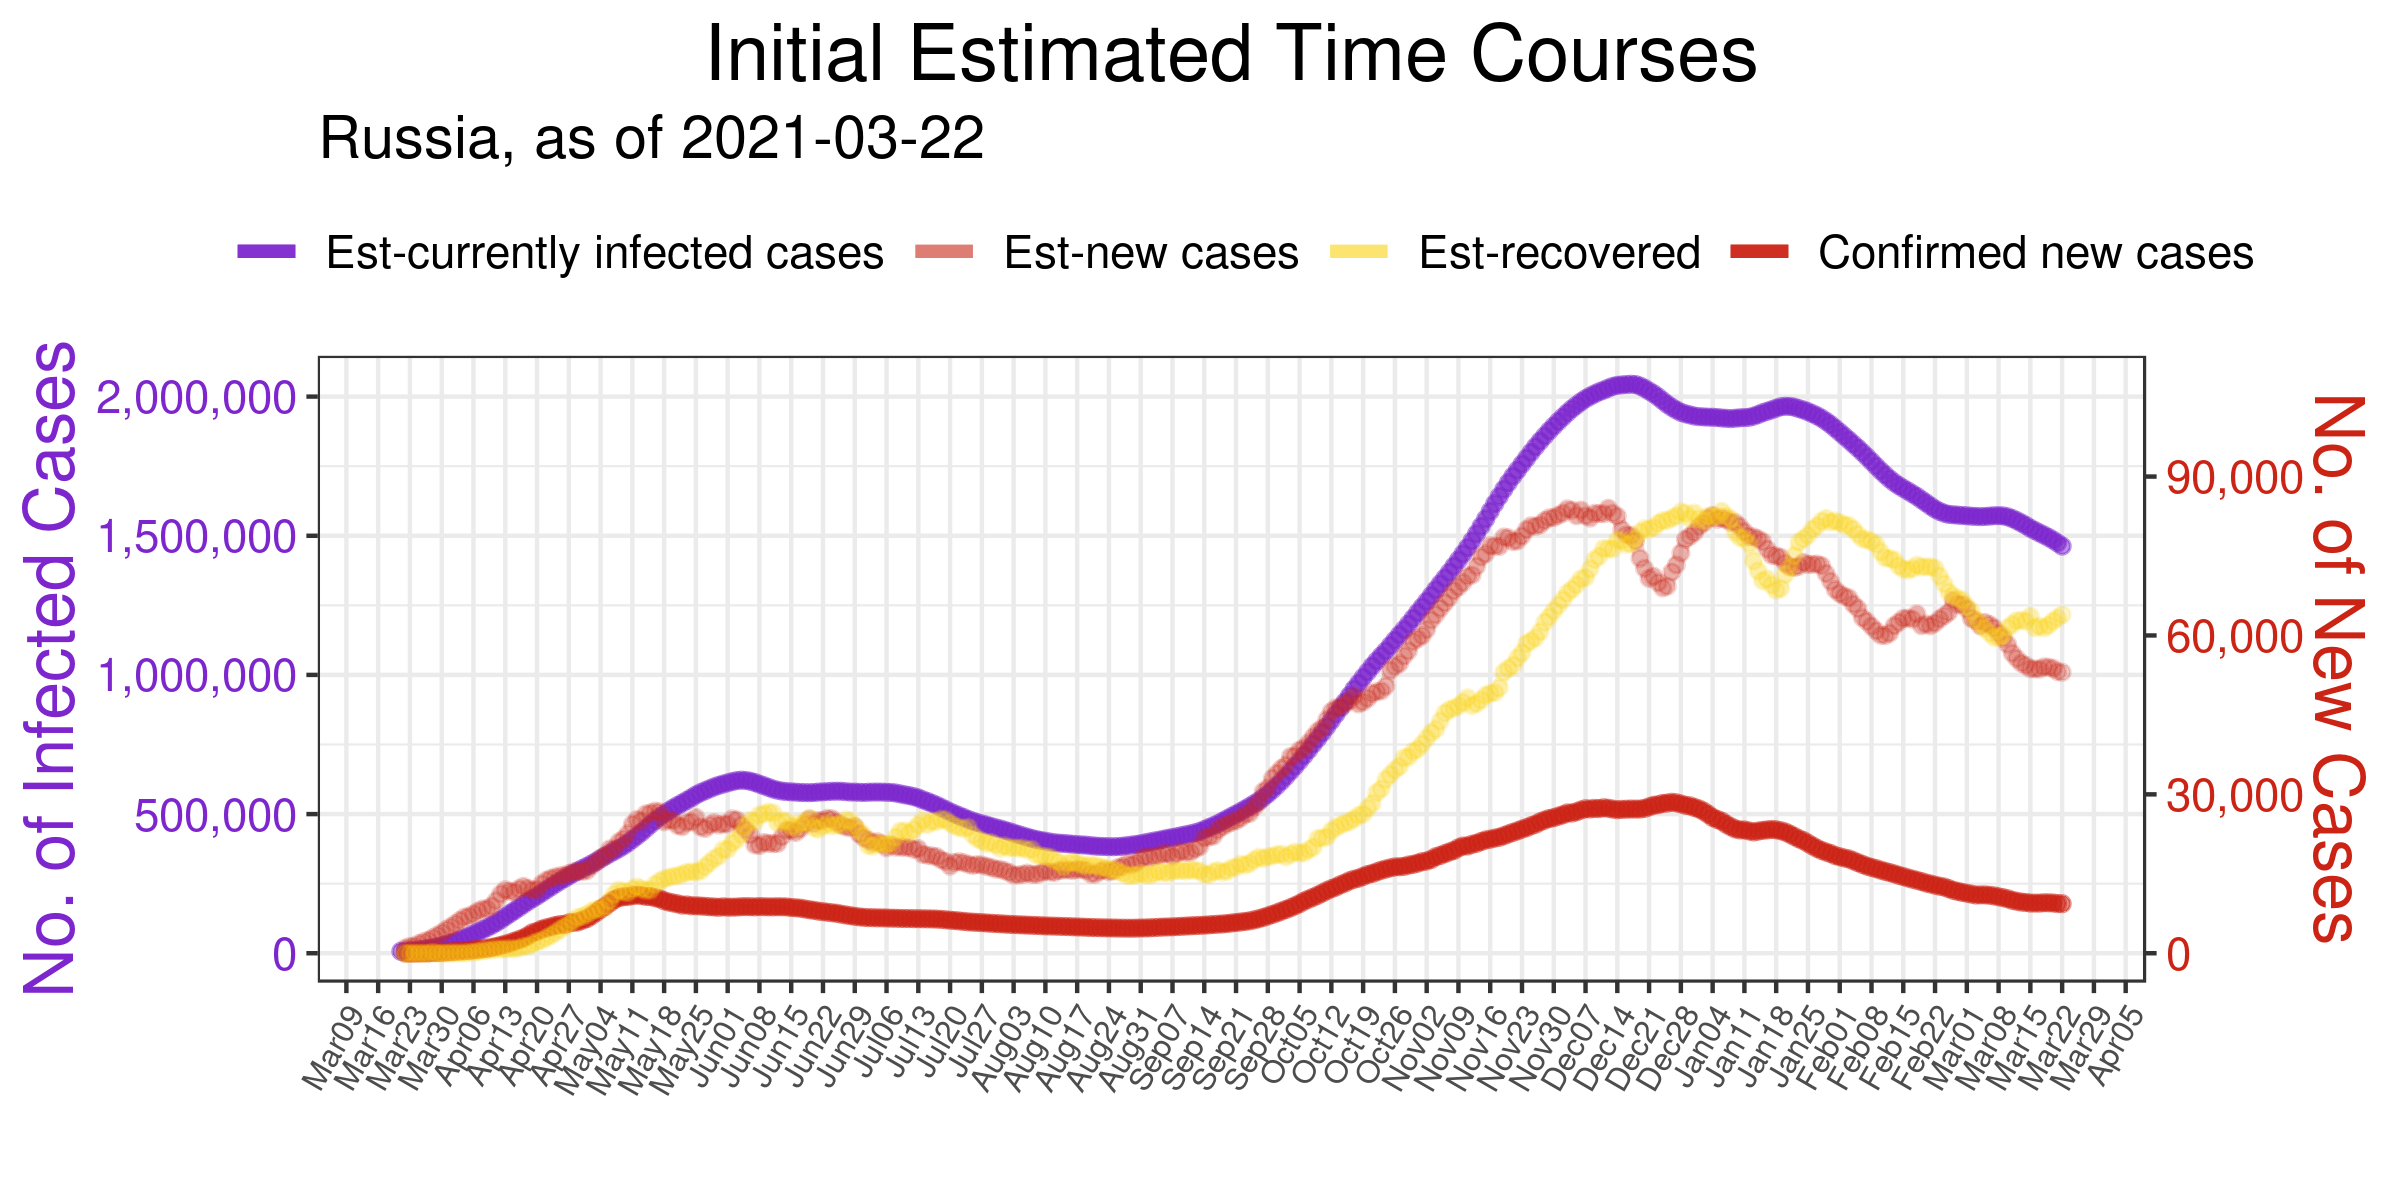 Initial Estimated Time Courses
Russia, as of 2021-03-22
Est-currently infected cases Est-new cases Est-recovered Confirmed new cases
No. of Infected Cases
2,000,000
1,500,000
1,000,000
500,000
0
No. of New Cases
90,000
60,000
30,000
0
Mar09 Mar16 Mar23 Mar30 Apr06 Apr13 Apr20 Apr27 May04 May11 May18 May25 Jun01 Jun08 Jun15 Jun22 Jun29 Jul06 Jul13 Jul20 Jul27 Aug03 Aug10 Aug17 Aug24 Aug31 Sep07 Sep14 Sep21 Sep28 Oct05 Oct12 Oct19 Oct26 Nov02 Nov09 Nov16 Nov23 Nov30 Dec07 Dec14 Dec21 Dec28 Jan04 Jan11 Jan18 Jan25 Feb01 Feb08 Feb15 Feb22 Mar01 Mar08 Mar15 Mar22 Mar29 Apr05